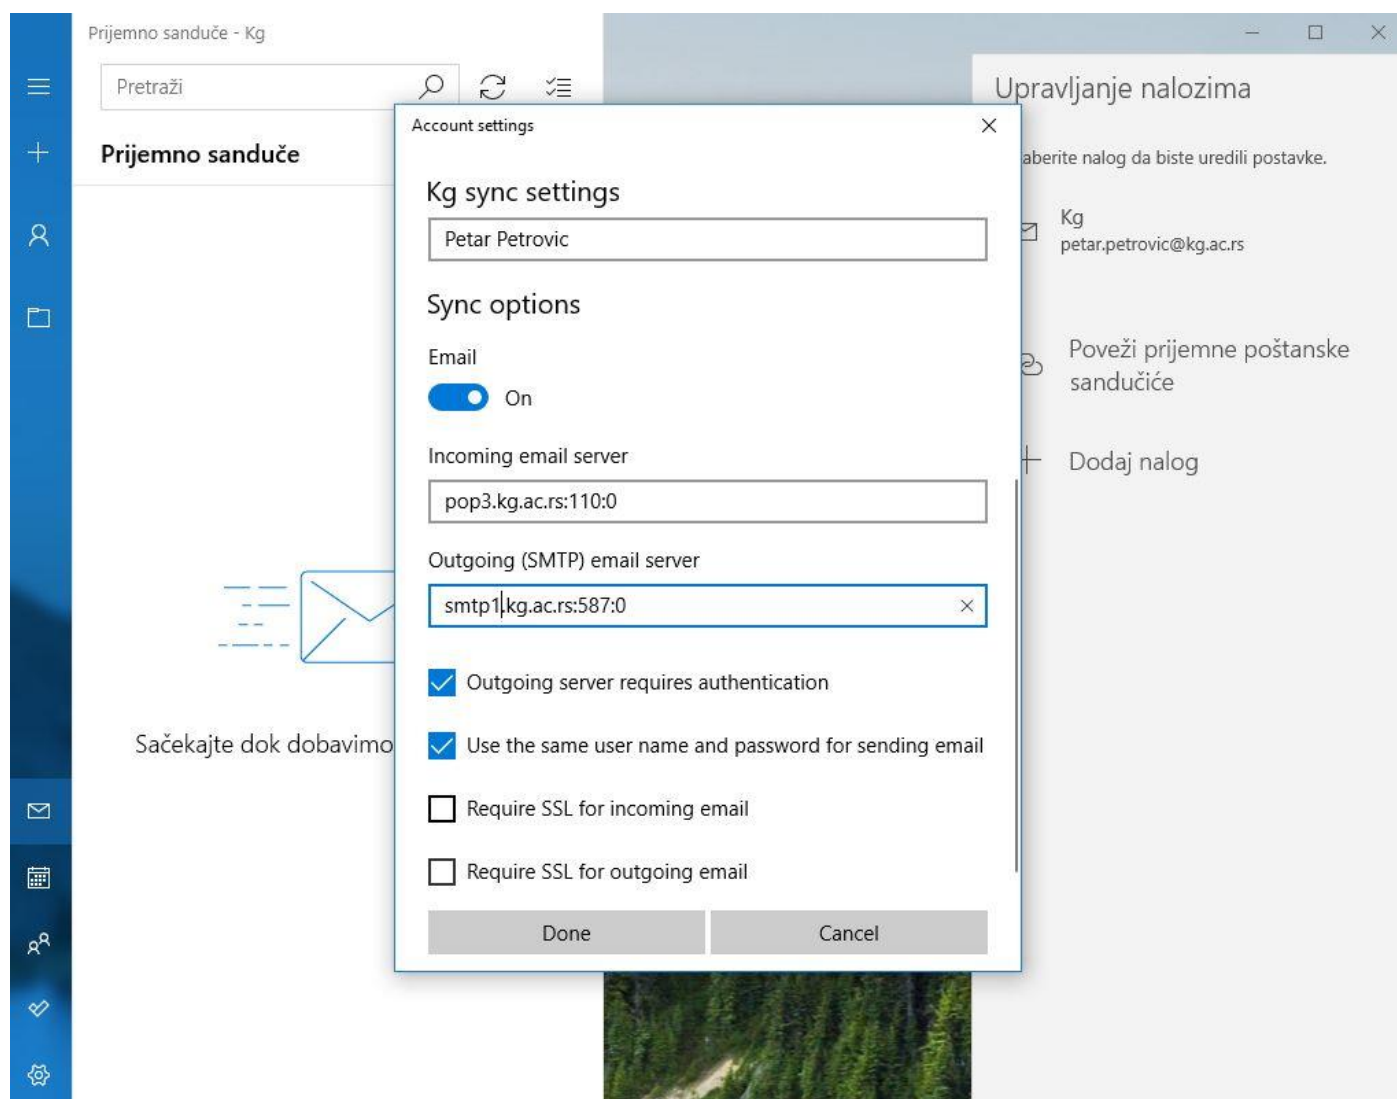 Prijemno sanduče - Kg
Pretraži
Prijemno sanduče
Sačekajte dok dobavimo
Account settings
Kg sync settings
Petar Petrovic
Sync options
Email
On
Incoming email server
pop3.kg.ac.rs:110:0
Outgoing (SMTP) email server
smtp1.kg.ac.rs:587:0
Outgoing server requires authentication
Use the same user name and password for sending email
Require SSL for incoming email
Require SSL for outgoing email
Done
Cancel
Upravljanje nalozima
aberite nalog da biste uredili postavke.
Kg
petar.petrovic@kg.ac.rs
Poveži prijemne poštanske
sandučiće
Dodaj nalog